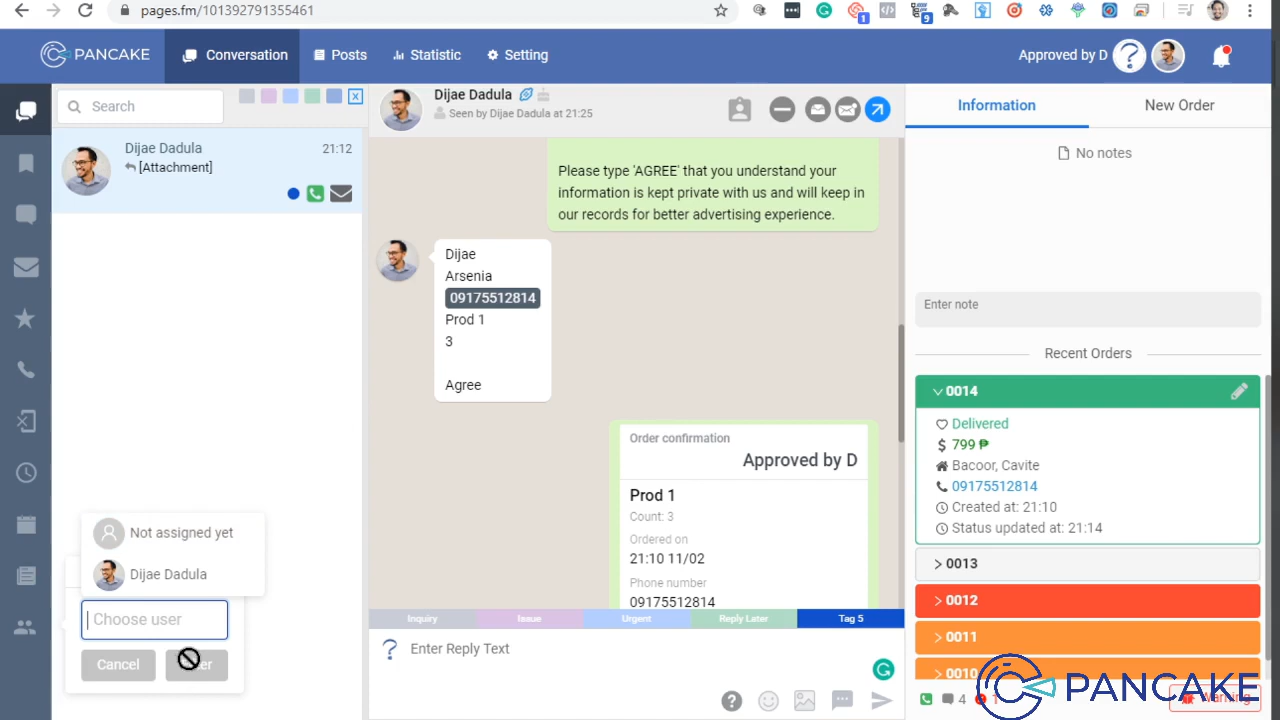 pages.fm/101392791355461
1
9
PANCAKE
Conversation
Posts
Statistic
Setting
Approved by D
Search
Dijae Dadula
21:12
[Attachment]
Dijae Dadula
Seen by Dijae Dadula at 21:25
Please type 'AGREE' that you understand your
information is kept private with us and will keep in
our records for better advertising experience.
Dijae
Arsenia
09175512814
Prod 1
3
Agree
Order confirmation
Approved by D
Prod 1
Count: 3
Ordered on
21:10 11/02
Phone number
09175512814
Inquiry
Issue
Urgent
Reply Later
Tag 5
Enter Reply Text
Not assigned yet
Dijae Dadula
Choose user
Cancel
Information
New Order
No notes
Enter note
Recent Orders
0014
Delivered
$ 799 ₱
Bacoor, Cavite
09175512814
Created at: 21:10
Status updated at: 21:14
0013
0012
0011
0010
4
PANCAKE